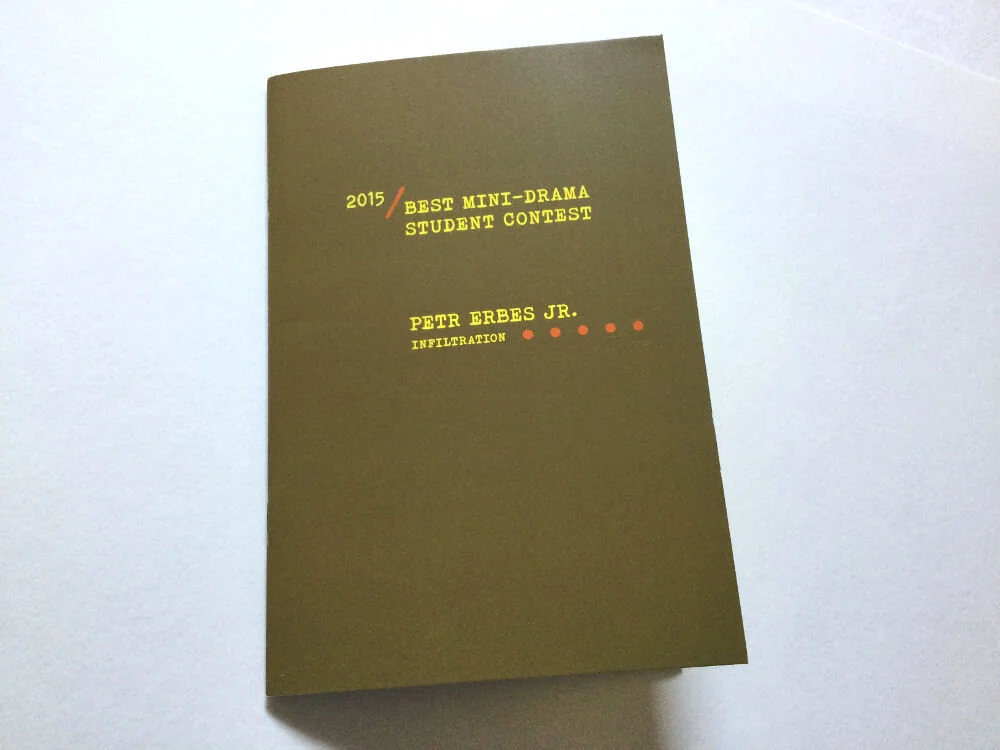 2015 / BEST MINI-DRAMA
STUDENT CONTEST
PETR ERBES JR.
INFILTRATION